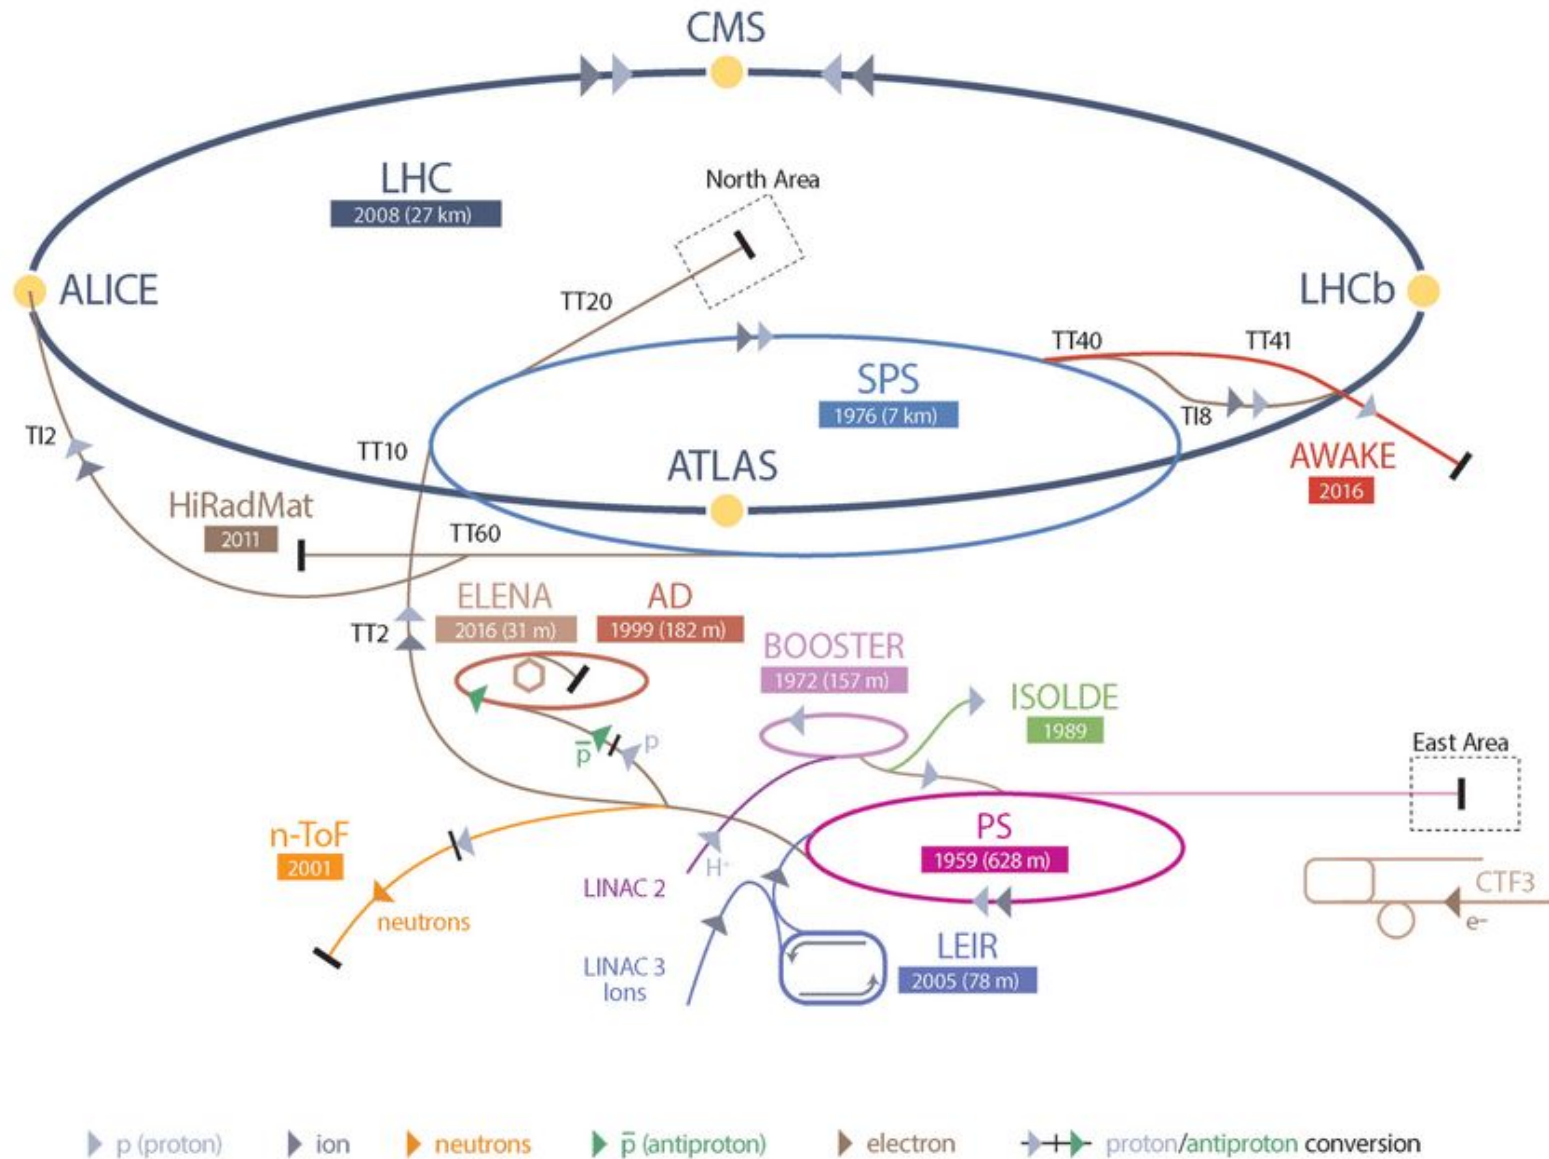 CMS
LHC
2008 (27 km)
North Area
ALICE
LHCb
TT20
TT40
TT41
SPS
1976 (7 km)
TI8
TI2
TT10
ATLAS
AWAKE
2016
HiRadMat
2011
TT60
ELENA
2016 (31 m)
AD
1999 (182 m)
TT2
BOOSTER
1972 (157 m)
ISOLDE
1989
p̅
p
East Area
n-ToF
2001
PS
1959 (628 m)
H⁻
LINAC 2
CTF3
e⁻
neutrons
LEIR
2005 (78 m)
LINAC 3
Ions
p (proton)
ion
neutrons
p̅ (antiproton)
electron
proton/antiproton conversion